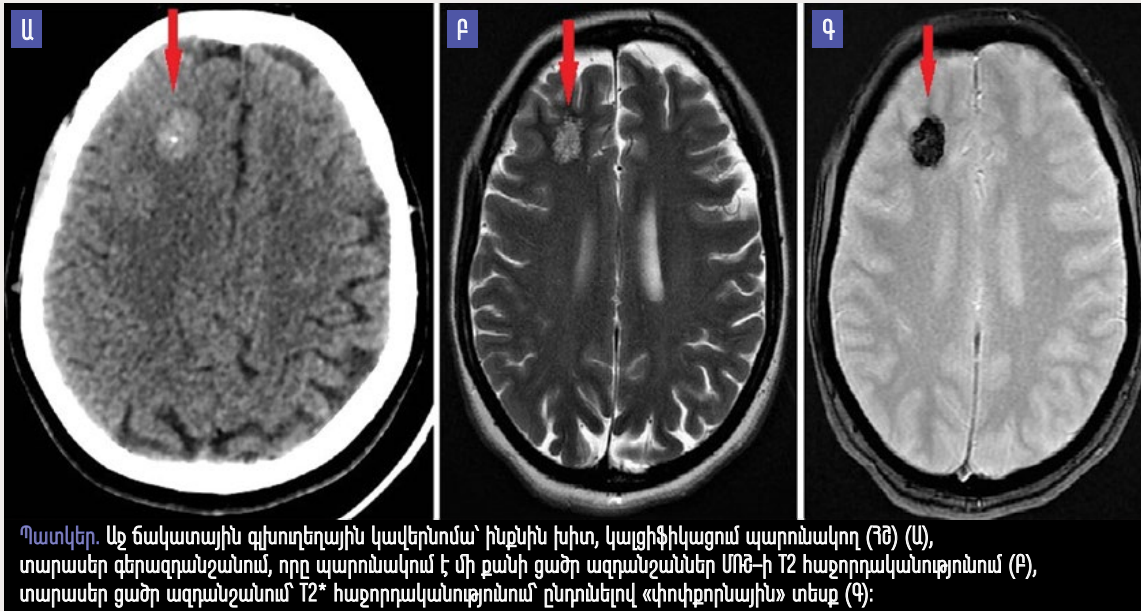 Ա
Բ
Գ
Պատկեր. Աջ ճակատային գլխուղեղային կավերնոմա՝ ինքնին խիտ, կալցիֆիկացում պարունակող (ՀՇ) (Ա),
տարասեր գերազդանշանում, որը պարունակում է մի քանի ցածր ազդանշաններ ՄՌՇ–ի T2 հաջորդականությունում (Բ),
տարասեր ցածր ազդանշանում՝ T2* հաջորդականությունում՝ ընդունելով «փոփքորնային» տեսք (Գ):